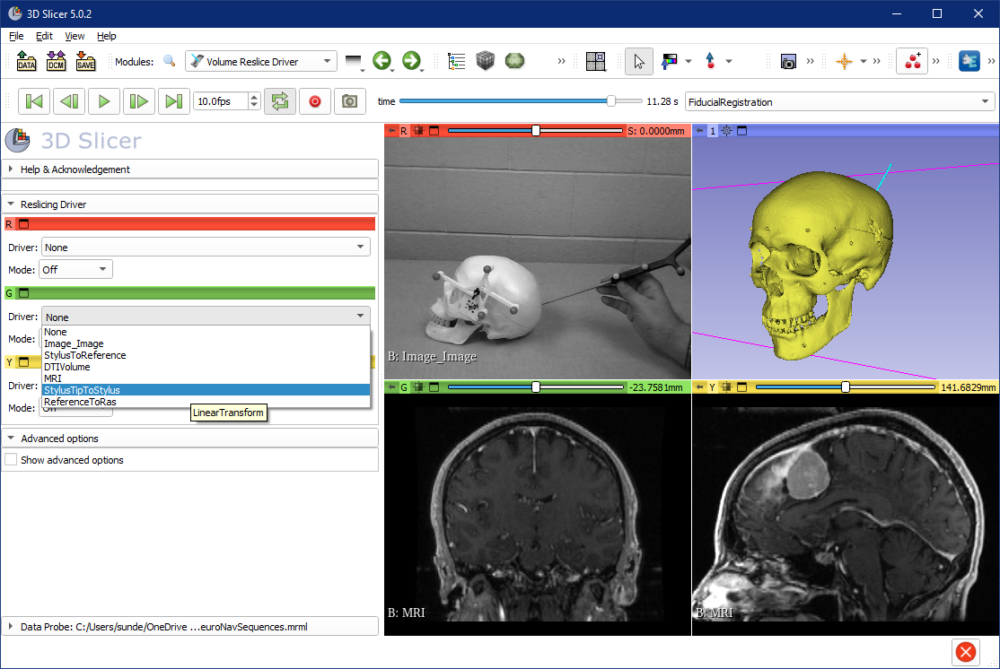 3D Slicer 5.0.2
File Edit View Help
DATA DCM SAVE Modules: Volume Reslice Driver
10.0fps time 11.28 s FiducialRegistration
3D Slicer
Help & Acknowledgement
Reslicing Driver
R
Driver: None
Mode: Off
G
Driver: None
None
Image_Image
StylusToReference
DTIVolume
MRI
StylusTipToStylus
ReferenceToRas
Mode:
Y
Driver:
Mode: Off
LinearTransform
Advanced options
Show advanced options
Data Probe: C:/Users/sunde/OneDrive ...euroNavSequences.mrml
R S: 0.0000mm
B: Image_Image
1
G -23.7581mm
B: MRI
Y 141.6829mm
B: MRI